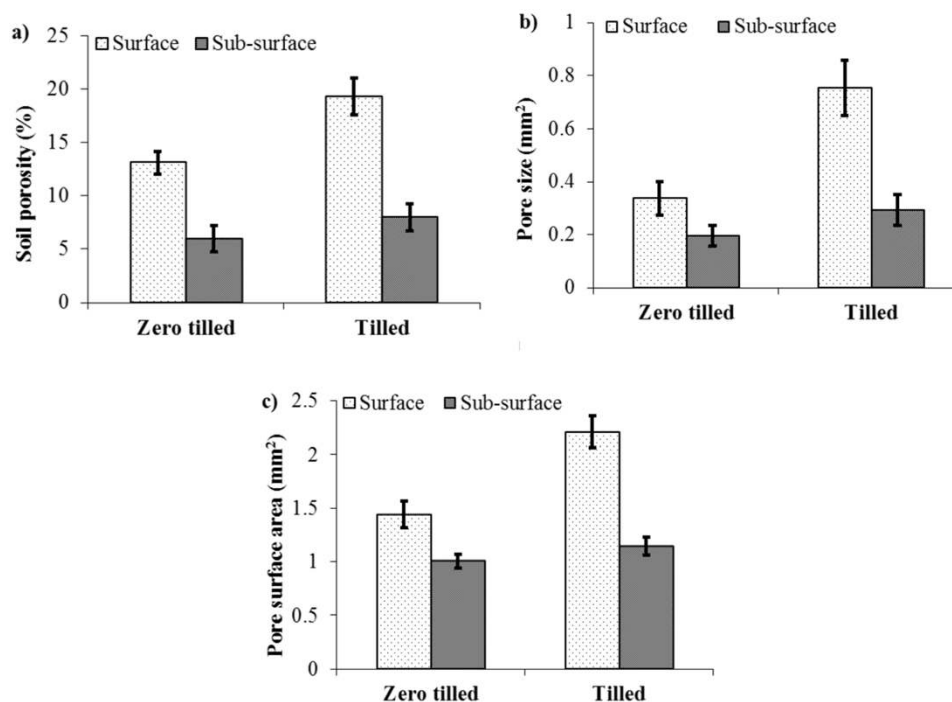 a)
Surface Sub-surface
Soil porosity (%)
25
20
15
10
5
0
Zero tilled Tilled
b)
Surface Sub-surface
Pore size (mm²)
1
0.8
0.6
0.4
0.2
0
Zero tilled Tilled
c)
Surface Sub-surface
Pore surface area (mm²)
2.5
2
1.5
1
0.5
0
Zero tilled Tilled